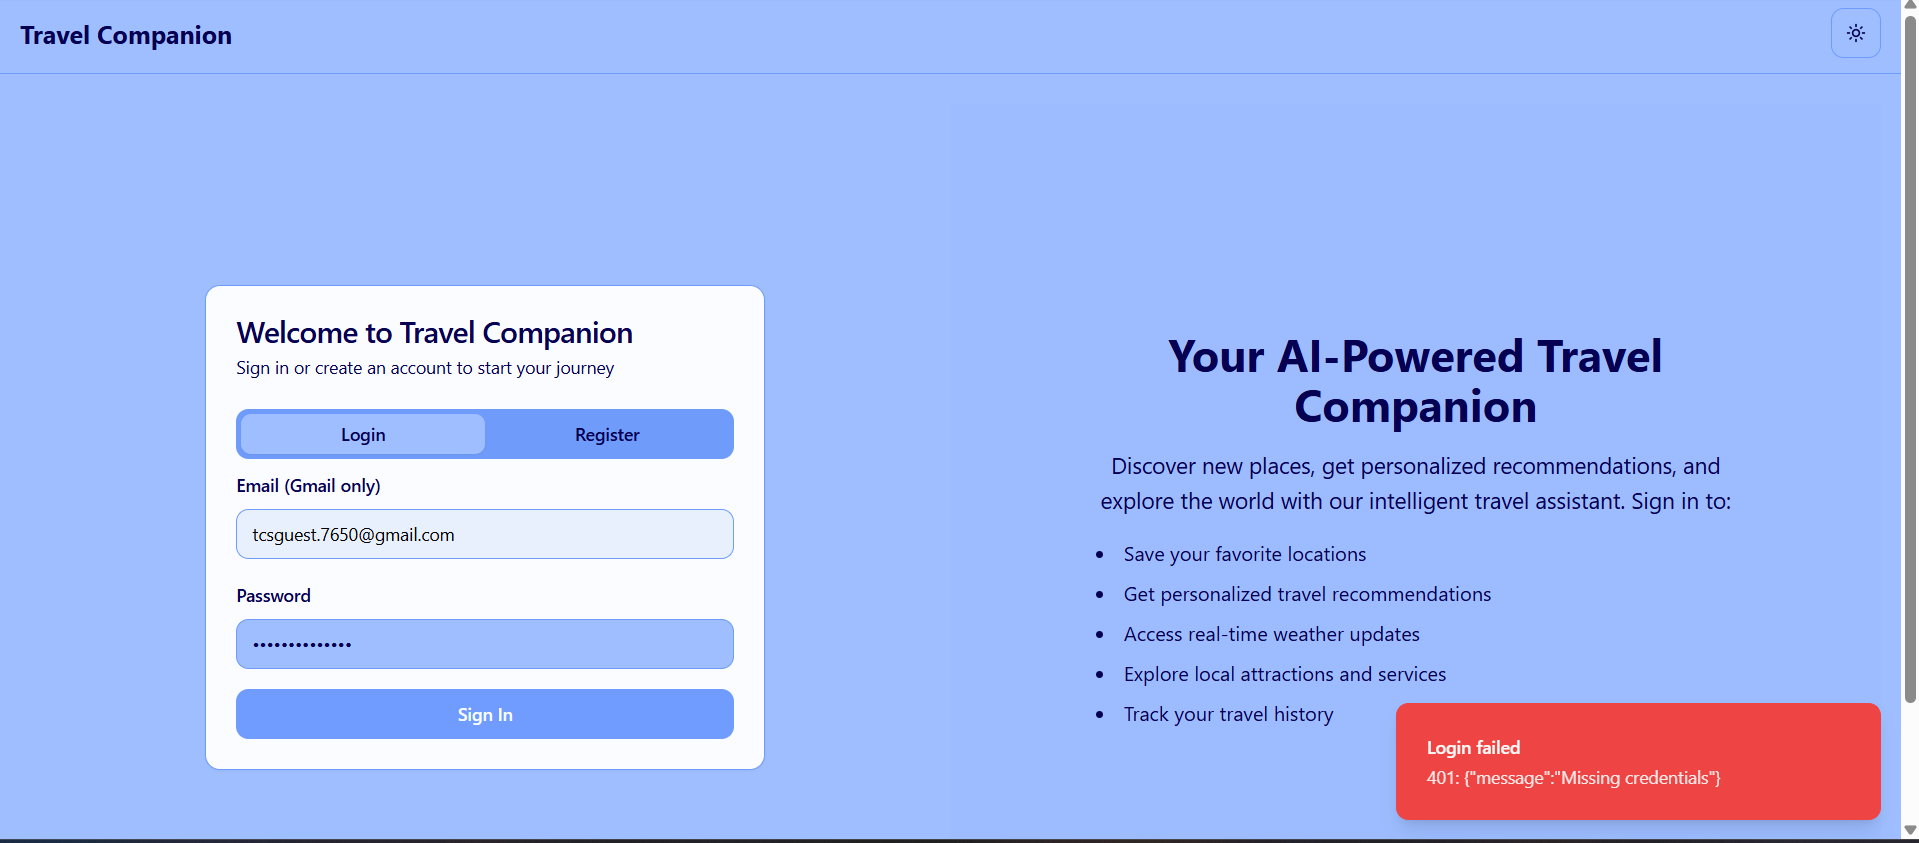 Travel Companion
Welcome to Travel Companion
Sign in or create an account to start your journey
Login
Register
Email (Gmail only)
tcsguest.7650@gmail.com
Password
••••••••••••••
Sign In
Your AI-Powered Travel
Companion
Discover new places, get personalized recommendations, and
explore the world with our intelligent travel assistant. Sign in to:
• Save your favorite locations
• Get personalized travel recommendations
• Access real-time weather updates
• Explore local attractions and services
• Track your travel history
Login failed
401: {"message":"Missing credentials"}